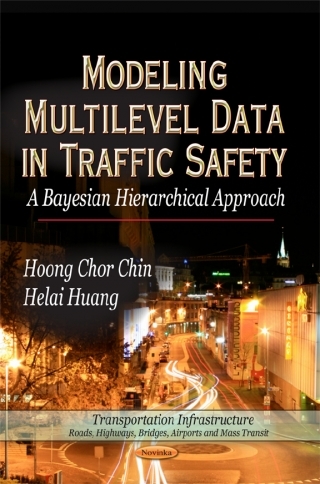 MODELING
MULTILEVEL DATA
IN TRAFFIC SAFETY
A Bayesian Hierarchical Approach
Hoong Chor Chin
Helai Huang
Transportation Infrastructure
Roads, Highways, Bridges, Airports and Mass Transit
Novinka